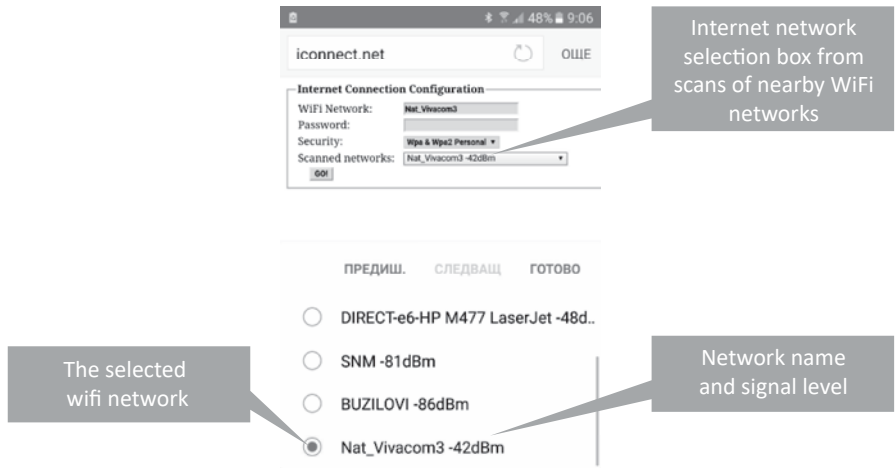 48% 9:06
iconnect.net ОЩЕ
Internet network
selection box from
scans of nearby WiFi
networks
Internet Connection Configuration
WiFi Network: Nat_Vivacom3
Password:
Security: Wpa & Wpa2 Personal
Scanned networks: Nat_Vivacom3 -42dBm
GO!
ПРЕДИШ. СЛЕДВАЩ ГОТОВО
DIRECT-e6-HP M477 LaserJet -48d..
SNM -81dBm
The selected
wifi network
Network name
and signal level
BUZILOVI -86dBm
Nat_Vivacom3 -42dBm